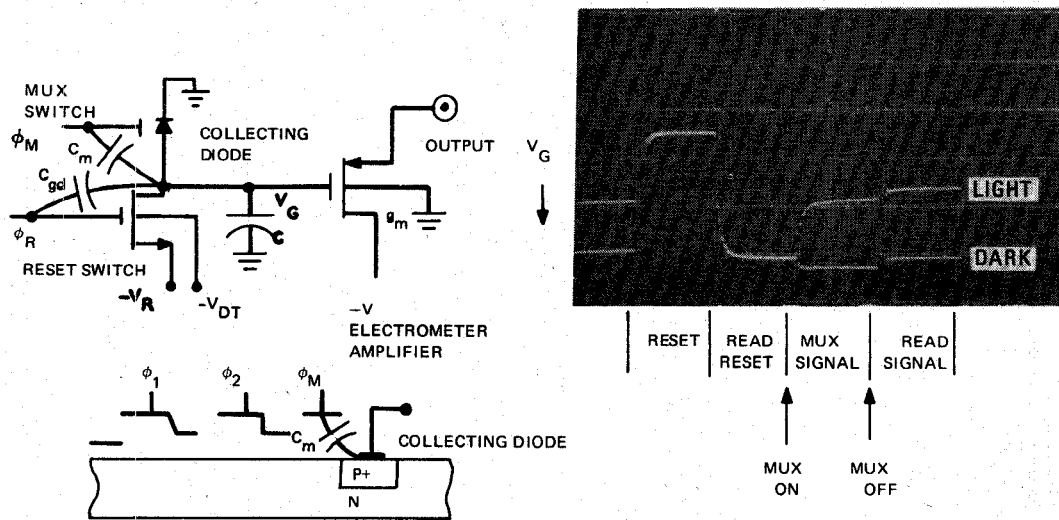 MUX
SWITCH
ϕM
Cm
Cgd
ϕR
RESET SWITCH
−VR
−VDT
COLLECTING
DIODE
VG
C
gm
OUTPUT
−V
ELECTROMETER
AMPLIFIER
ϕ1
ϕ2
ϕM
Cm
COLLECTING DIODE
P+
N
VG
LIGHT
DARK
RESET
READ
RESET
MUX
SIGNAL
READ
SIGNAL
MUX
ON
MUX
OFF